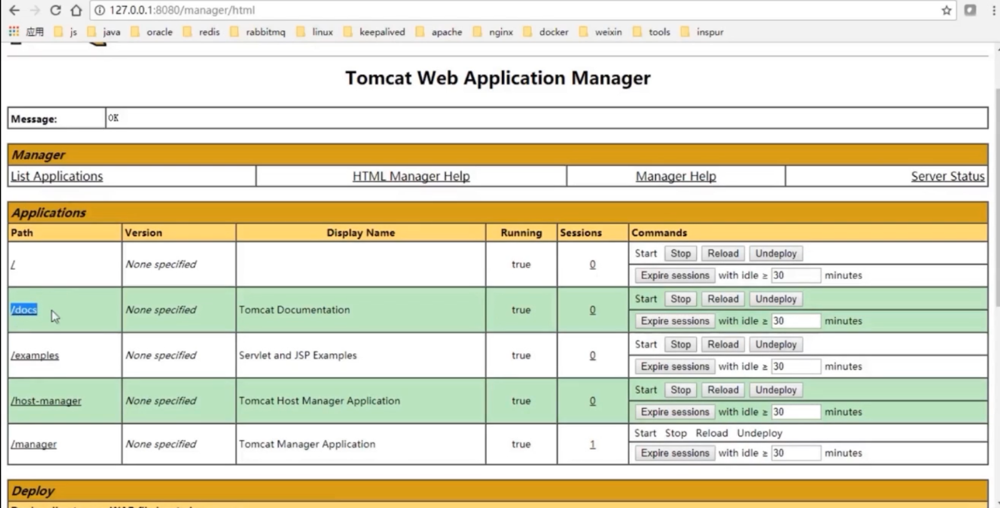 127.0.0.1:8080/manager/html
应用 js java oracle redis rabbitmq linux keepalived apache nginx docker weixin tools inspur
Tomcat Web Application Manager
Message: OK
Manager
List Applications HTML Manager Help Manager Help Server Status
Applications
Path Version Display Name Running Sessions Commands
/ None specified true 0 Start Stop Reload Undeploy
Expire sessions with idle ≥ 30 minutes
/docs None specified Tomcat Documentation true 0 Start Stop Reload Undeploy
Expire sessions with idle ≥ 30 minutes
/examples None specified Servlet and JSP Examples true 0 Start Stop Reload Undeploy
Expire sessions with idle ≥ 30 minutes
/host-manager None specified Tomcat Host Manager Application true 0 Start Stop Reload Undeploy
Expire sessions with idle ≥ 30 minutes
/manager None specified Tomcat Manager Application true 1 Start Stop Reload Undeploy
Expire sessions with idle ≥ 30 minutes
Deploy